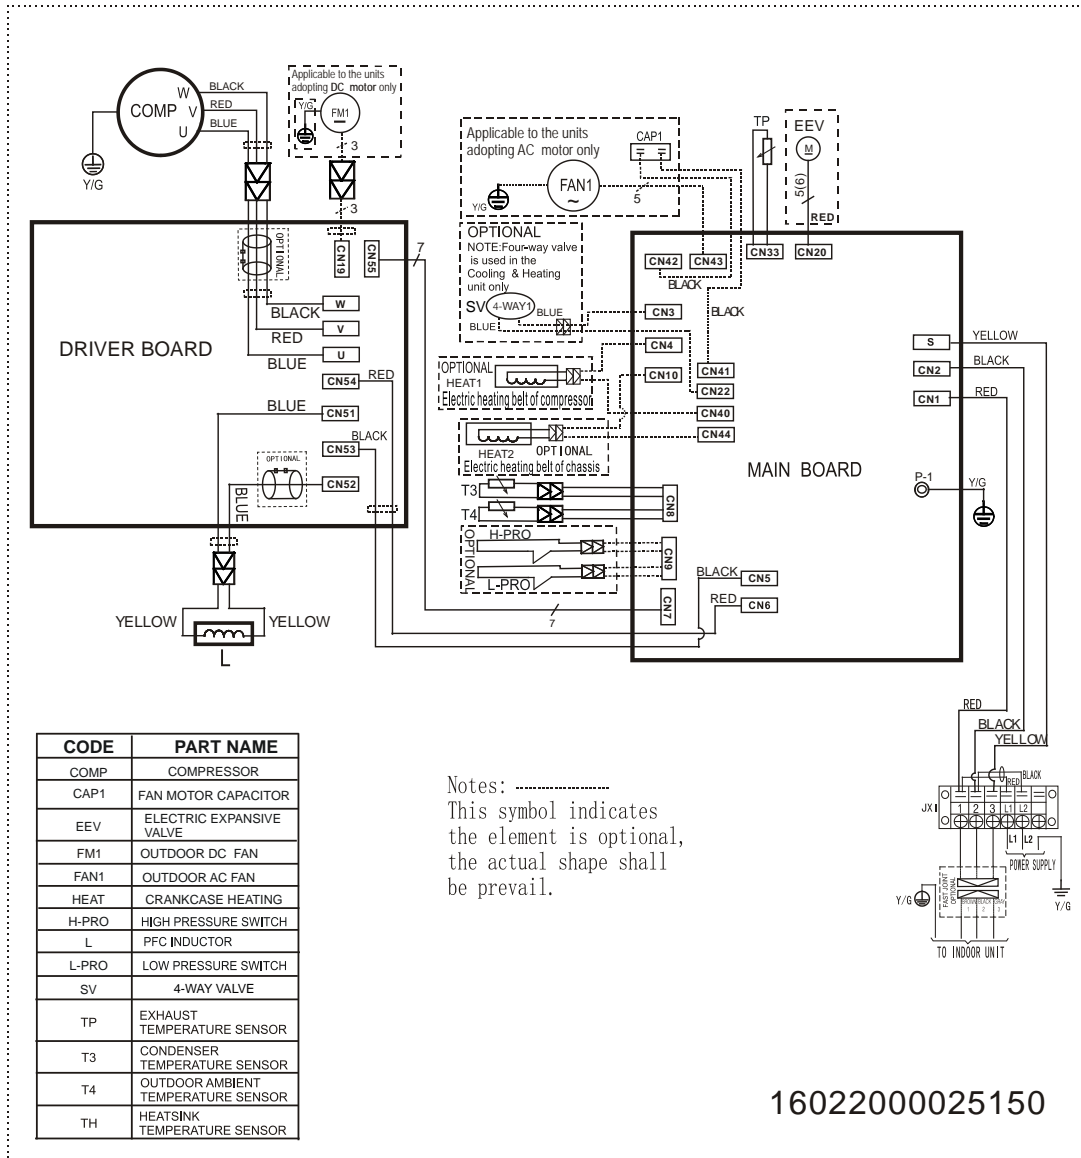 COMP
W
V
U
BLACK
RED
BLUE
Y/G
Applicable to the units
adopting DC motor only
Y/G
FM1
3
3
Applicable to the units
adopting AC motor only
CAP1
FAN1
~
Y/G
5
TP
EEV
M
5(6)
RED
OPTIONAL
NOTE:Four-way valve
is used in the
Cooling & Heating
unit only
SV
4-WAY1
BLUE
BLUE
DRIVER BOARD
OPTIONAL
CN19
CN55
7
W
BLACK
V
RED
U
BLUE
CN54
RED
BLUE
CN51
BLACK
CN53
OPTIONAL
CN52
BLUE
YELLOW
YELLOW
L
OPTIONAL
HEAT1
Electric heating belt of compressor
HEAT2
OPTIONAL
Electric heating belt of chassis
T3
T4
OPTIONAL
H-PRO
L-PRO
7
CN42
CN43
BLACK
CN33
CN20
BLACK
CN3
CN4
CN10
CN41
CN22
CN40
CN44
CN8
CN9
CN7
MAIN BOARD
BLACK
CN5
RED
CN6
S
YELLOW
CN2
BLACK
CN1
RED
P-1
Y/G
RED
BLACK
YELLOW
RED
BLACK
JX1
1
2
3
L1
L2
L1
L2
POWER SUPPLY
Y/G
Y/G
FAST JOINT
OPTIONAL
BROWN
BLACK
GRAY
1
2
3
TO INDOOR UNIT
CODE PART NAME
COMP COMPRESSOR
CAP1 FAN MOTOR CAPACITOR
EEV ELECTRIC EXPANSIVE
VALVE
FM1 OUTDOOR DC FAN
FAN1 OUTDOOR AC FAN
HEAT CRANKCASE HEATING
H-PRO HIGH PRESSURE SWITCH
L PFC INDUCTOR
L-PRO LOW PRESSURE SWITCH
SV 4-WAY VALVE
TP EXHAUST
TEMPERATURE SENSOR
T3 CONDENSER
TEMPERATURE SENSOR
T4 OUTDOOR AMBIENT
TEMPERATURE SENSOR
TH HEATSINK
TEMPERATURE SENSOR
Notes:
This symbol indicates
the element is optional,
the actual shape shall
be prevail.
16022000025150